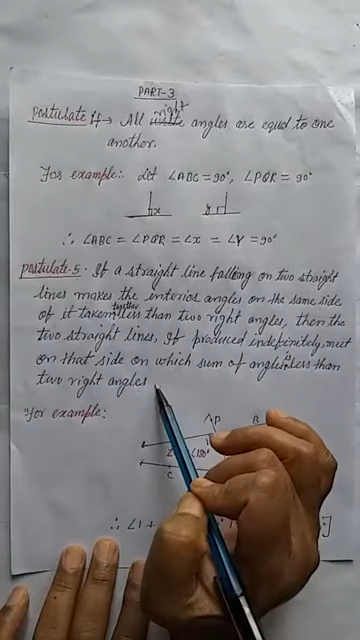 PART-3
right
Postulate 4 → All angles are equal to one
another.
For example: Let ∠ABC = 90°, ∠PQR = 90°
x y
∴ ∠ABC = ∠PQR = ∠x = ∠Y = 90°
Postulate-5. If a straight line falling on two straight
lines makes the interior angles on the same side
together
of it taken less than two right angles, then the
two straight lines, If produced indefinitely, meet
on that side on which sum of angles is less than
two right angles
For example:
P B
C
∴ ∠1 +